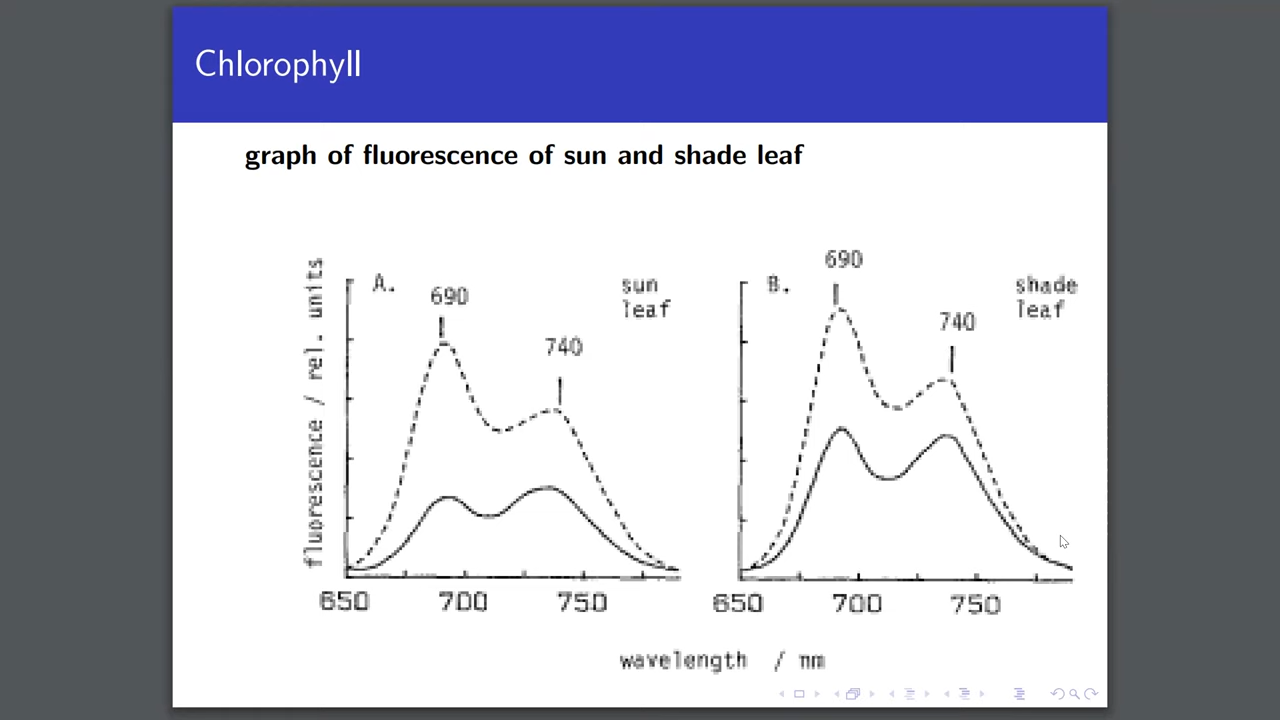 Chlorophyll
graph of fluorescence of sun and shade leaf
fluorescence / rel. units
A.
690
740
sun
leaf
650
700
750
B.
690
740
shade
leaf
650
700
750
wavelength / nm